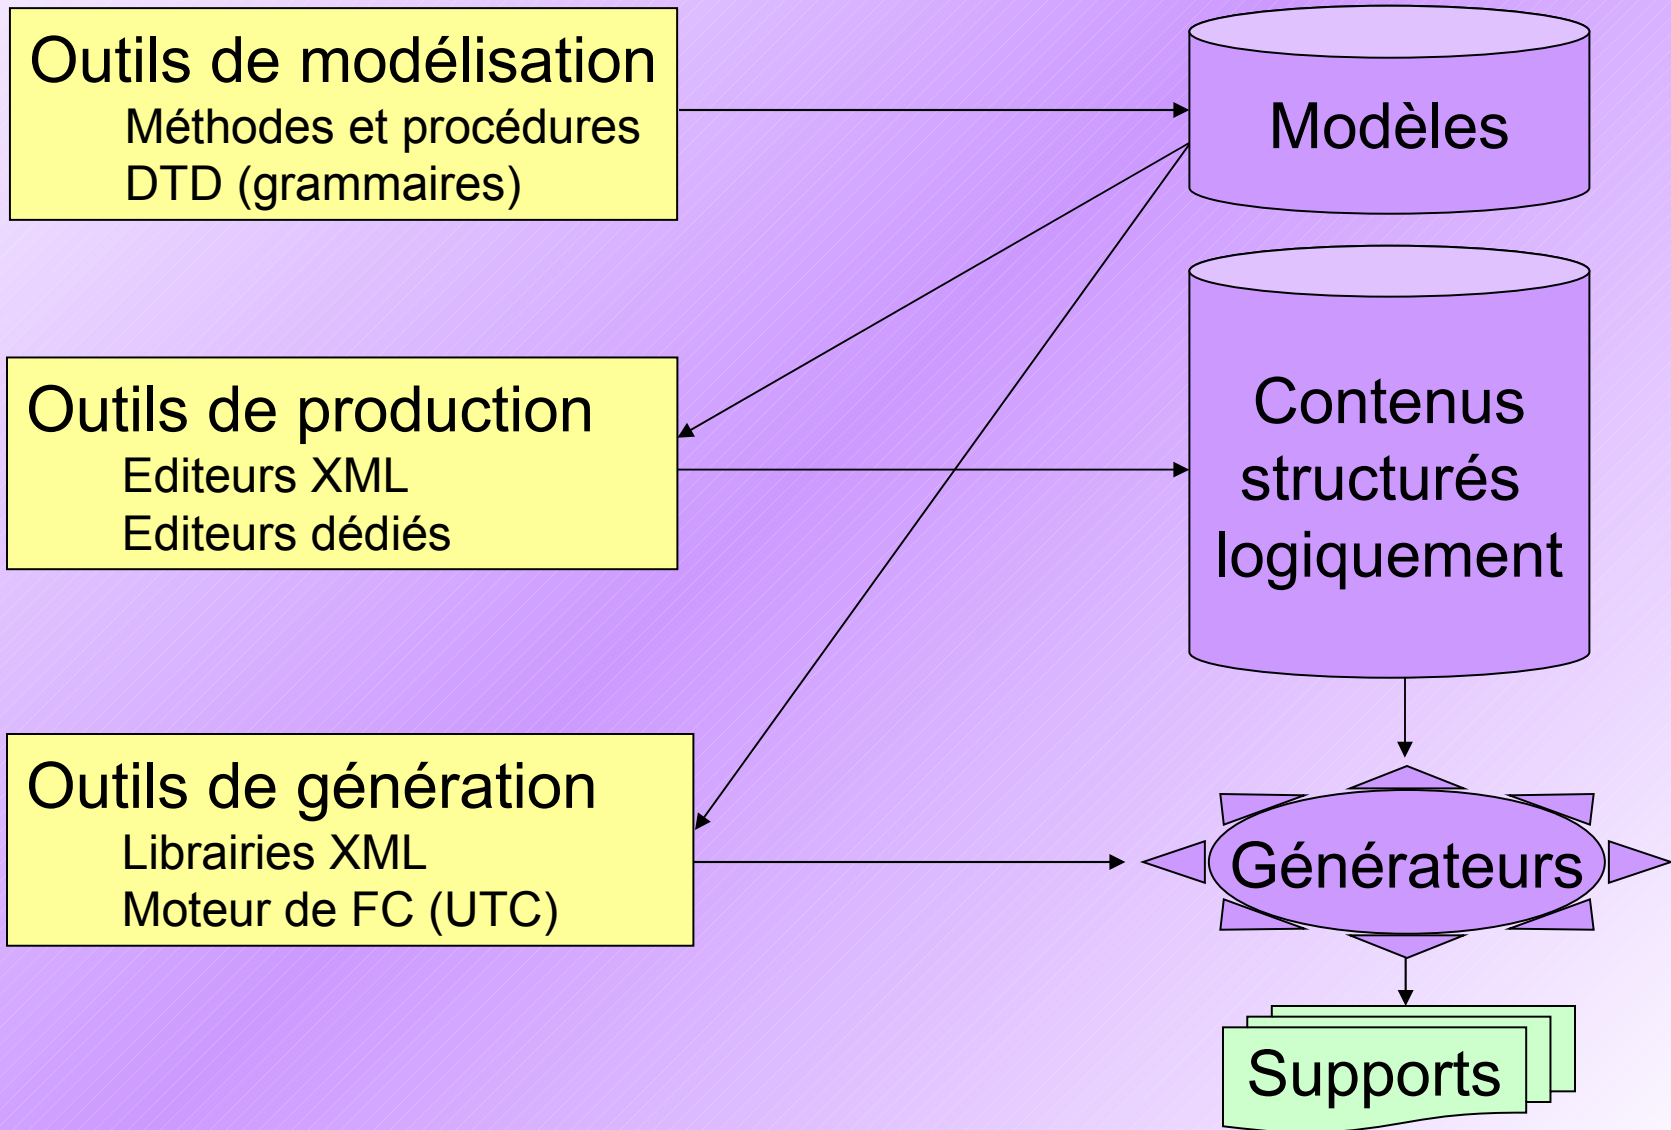 Outils de modélisation
Méthodes et procédures
DTD (grammaires)
Modèles
Outils de production
Editeurs XML
Editeurs dédiés
Contenus
structurés
logiquement
Outils de génération
Librairies XML
Moteur de FC (UTC)
Générateurs
Supports